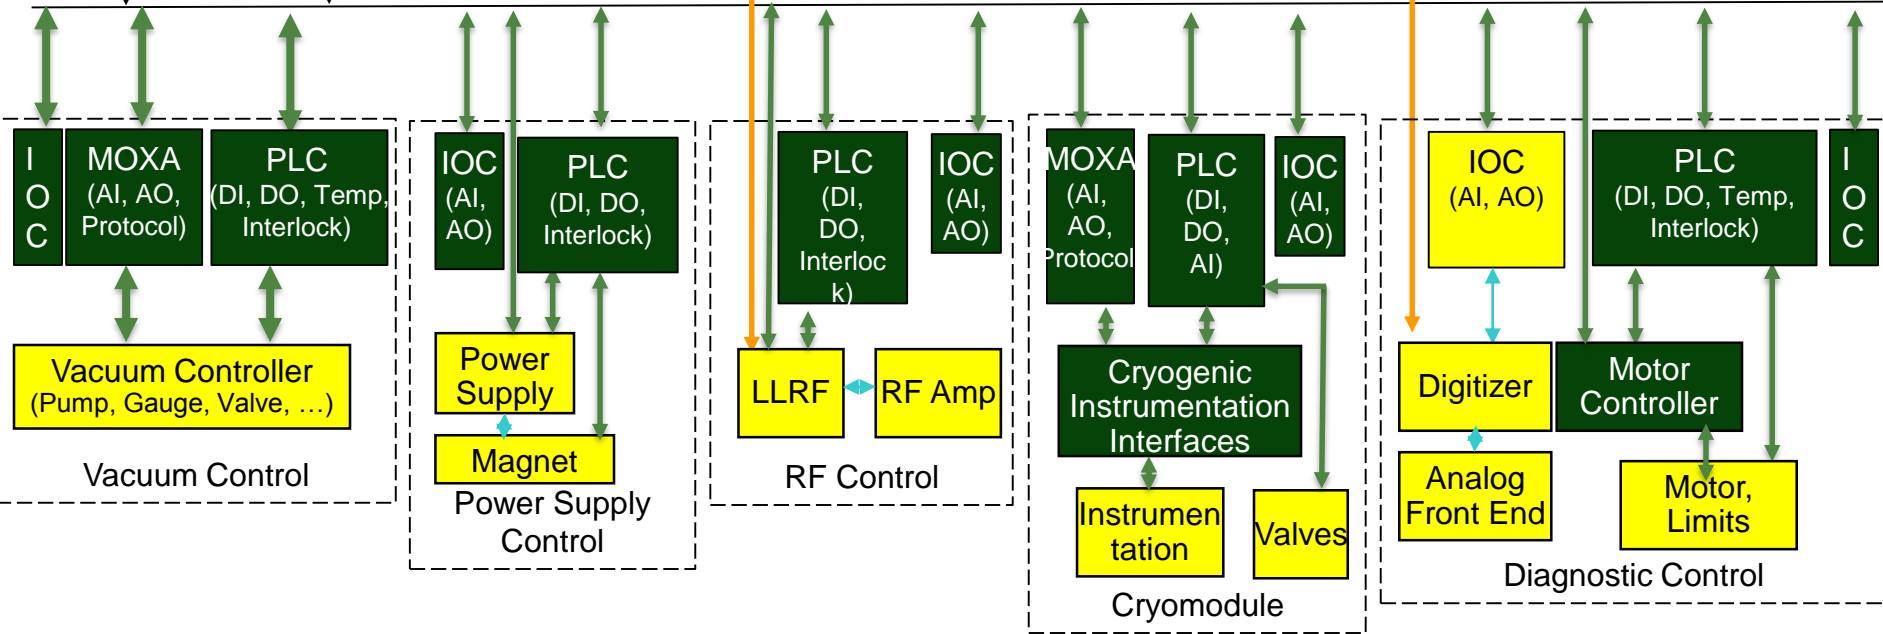 I
O
C
MOXA
(AI, AO,
Protocol)
PLC
(DI, DO, Temp,
Interlock)
Vacuum Controller
(Pump, Gauge, Valve, …)
Vacuum Control
IOC
(AI,
AO)
PLC
(DI, DO,
Interlock)
Power
Supply
Magnet
Power Supply
Control
PLC
(DI,
DO,
Interloc
k)
IOC
(AI,
AO)
LLRF
RF Amp
RF Control
MOXA
(AI,
AO,
Protocol
PLC
(DI,
DO,
AI)
IOC
(AI,
AO)
Cryogenic
Instrumentation
Interfaces
Instrumen
tation
Valves
Cryomodule
IOC
(AI, AO)
PLC
(DI, DO, Temp,
Interlock)
I
O
C
Digitizer
Motor
Controller
Analog
Front End
Motor,
Limits
Diagnostic Control